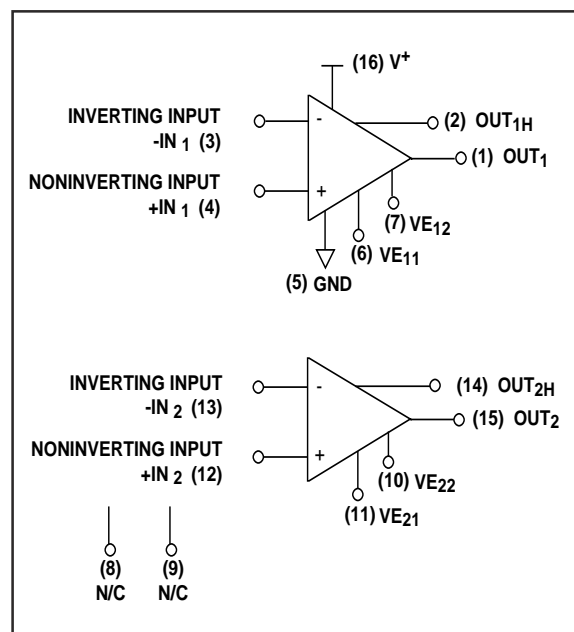 (16) V+
INVERTING INPUT
-IN 1 (3)
-
(2) OUT1H
(1) OUT1
NONINVERTING INPUT
+IN 1 (4)
+
(7) VE12
(6) VE11
(5) GND
INVERTING INPUT
-IN 2 (13)
-
(14) OUT2H
(15) OUT2
NONINVERTING INPUT
+IN 2 (12)
+
(10) VE22
(11) VE21
(8)
N/C
(9)
N/C